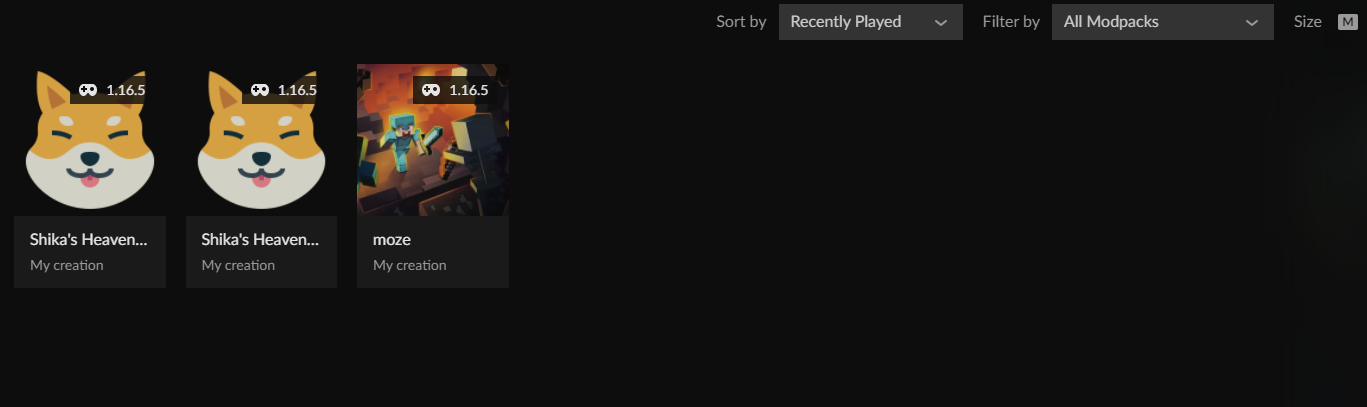 Sort by Recently Played Filter by All Modpacks Size M
1.16.5 1.16.5 1.16.5
Shika's Heaven... Shika's Heaven... moze
My creation My creation My creation